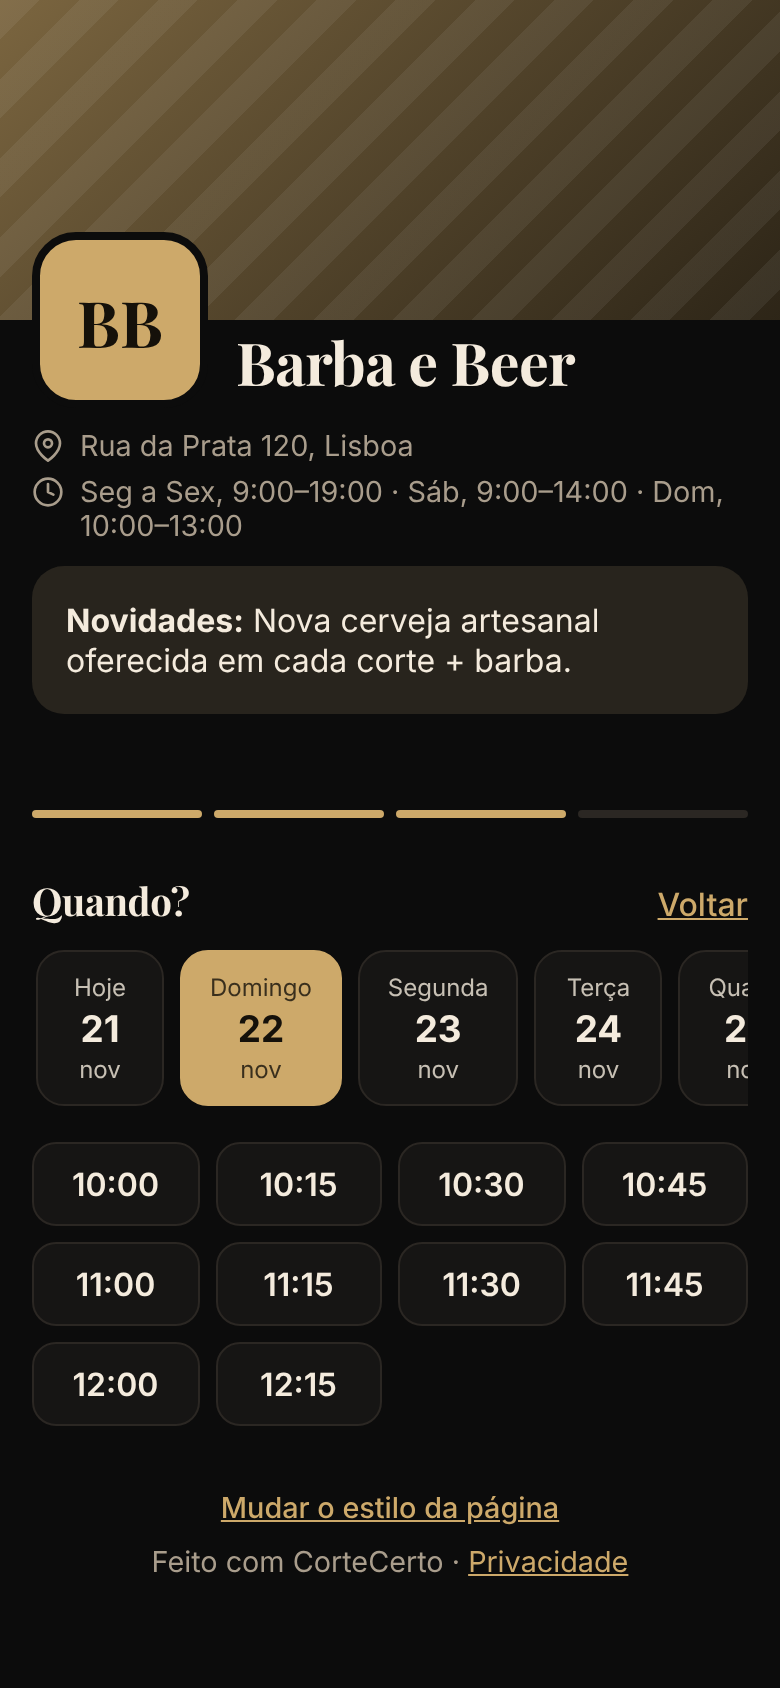 BB
Barba e Beer
Rua da Prata 120, Lisboa
Seg a Sex, 9:00–19:00 · Sáb, 9:00–14:00 · Dom,
10:00–13:00
Novidades: Nova cerveja artesanal
oferecida em cada corte + barba.
Quando?
Voltar
Hoje
21
nov
Domingo
22
nov
Segunda
23
nov
Terça
24
nov
10:00
10:15
10:30
10:45
11:00
11:15
11:30
11:45
12:00
12:15
Mudar o estilo da página
Feito com CorteCerto · Privacidade